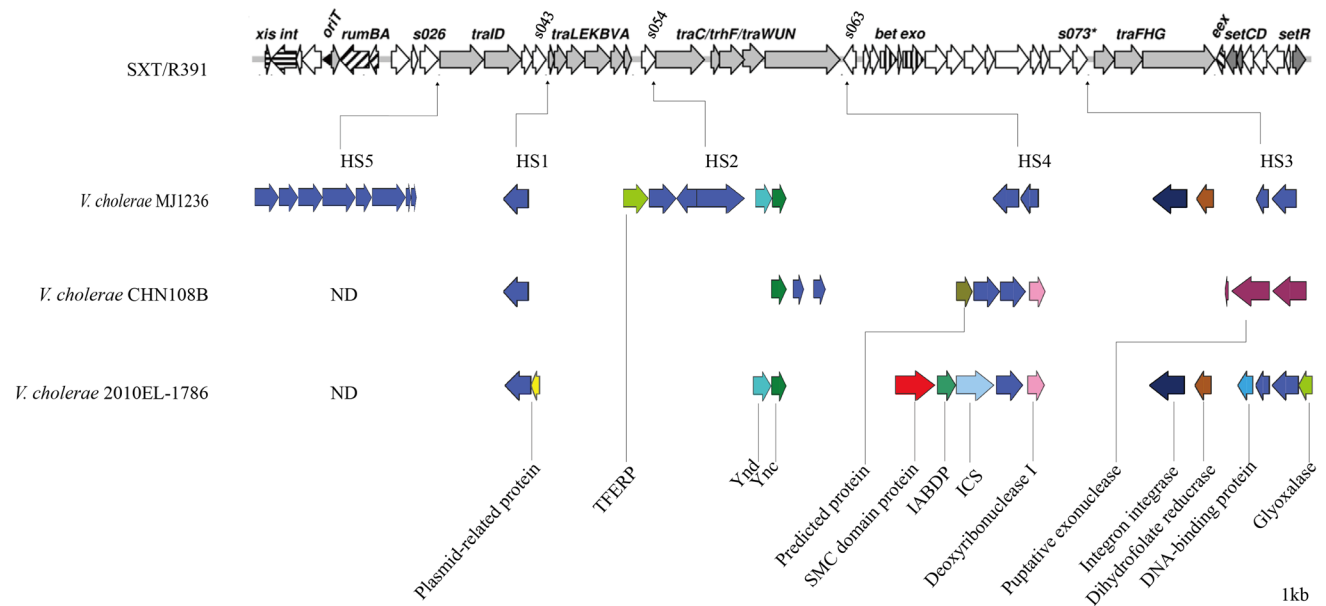 xis int oriT rumBA s026 traID s043 traLEKBVA s054 traC/trhF/traWUN s063 bet exo s073* traFHG eex setCD setR
SXT/R391
HS5 HS1 HS2 HS4 HS3
V. cholerae MJ1236
V. cholerae CHN108B ND
V. cholerae 2010EL-1786 ND
Plasmid-related protein
TFERP
Ynd
Ync
Predicted protein
SMC domain protein
IABDP
ICS
Deoxyribonuclease I
Puptative exonuclease
Integron integrase
Dihydrofolate reducrase
DNA-binding protein
Glyoxalase
1kb